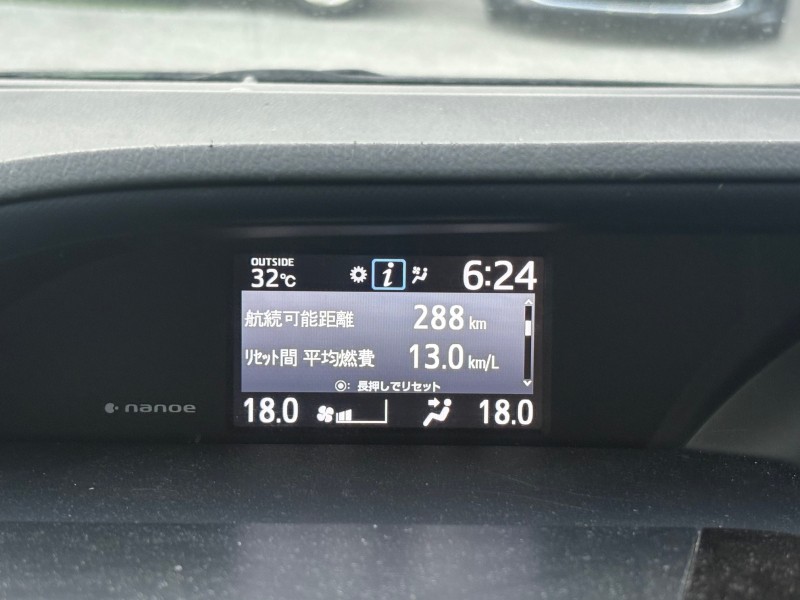 OUTSIDE
32℃ i 6:24
航続可能距離 288 km
ﾘｾｯﾄ間 平均燃費 13.0 km/L
◉: 長押しでリセット
nanoe
18.0 18.0